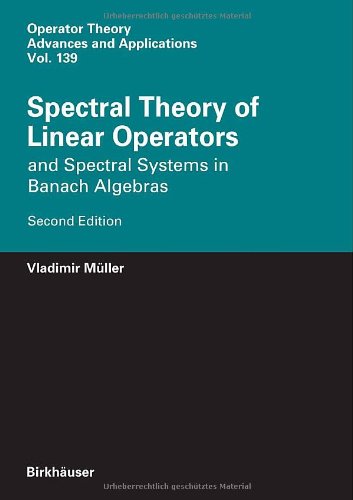 Operator Theory
Advances and Applications
Vol. 139
Spectral Theory of
Linear Operators
and Spectral Systems in
Banach Algebras
Second Edition
Vladimir Müller
Birkhäuser
Urheberrechtlich geschütztes Material
Urheberrechtlich geschütztes Material